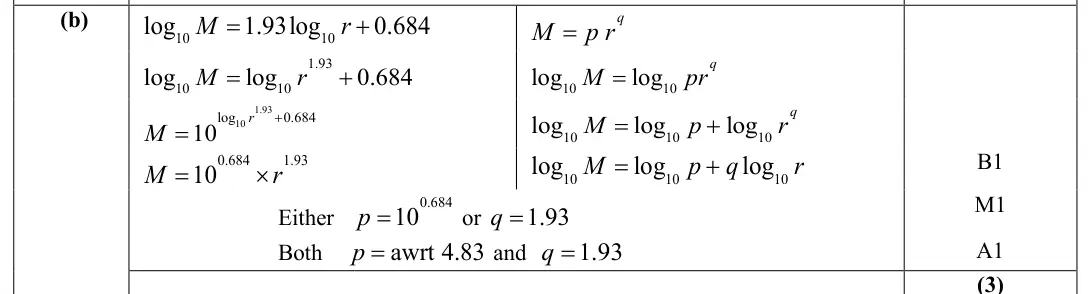 (b)
log₁₀ M = 1.93 log₁₀ r + 0.684
M = p r^q
log₁₀ M = log₁₀ r^1.93 + 0.684
log₁₀ M = log₁₀ pr^q
M = 10^(log₁₀ r^1.93 + 0.684)
log₁₀ M = log₁₀ p + log₁₀ r^q
M = 10^0.684 × r^1.93
log₁₀ M = log₁₀ p + q log₁₀ r
B1
Either p = 10^0.684 or q = 1.93
M1
Both p = awrt 4.83 and q = 1.93
A1
(3)